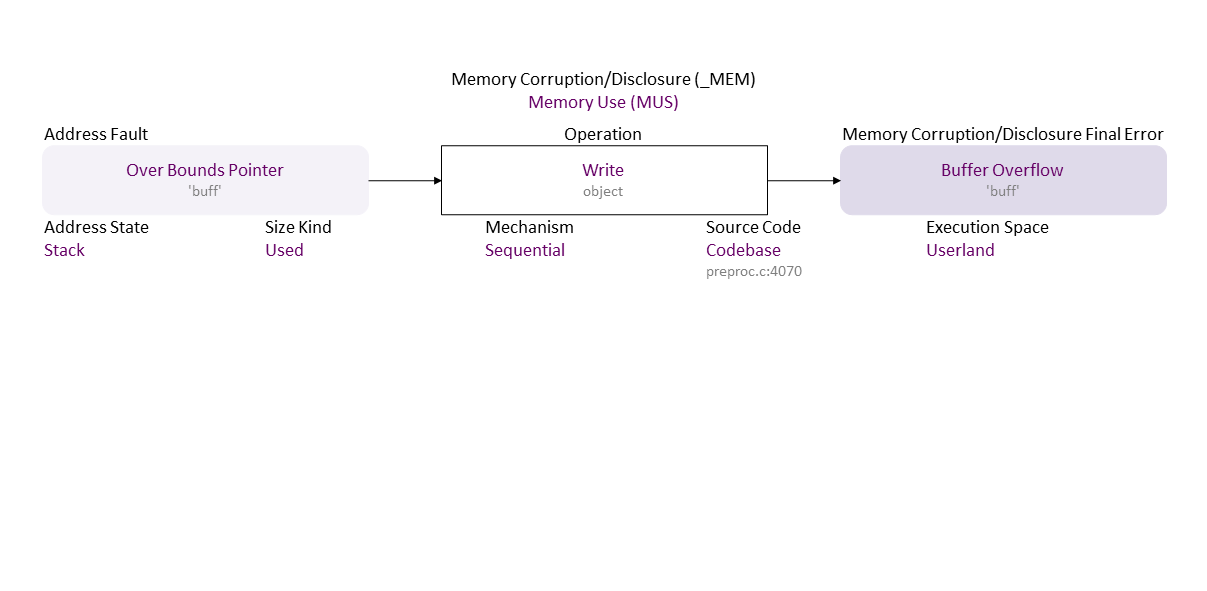 Memory Corruption/Disclosure (_MEM)
Memory Use (MUS)
Address Fault
Operation
Memory Corruption/Disclosure Final Error
Over Bounds Pointer
'buff'
Write
object
Buffer Overflow
'buff'
Address State
Size Kind
Mechanism
Source Code
Execution Space
Stack
Used
Sequential
Codebase
Userland
preproc.c:4070